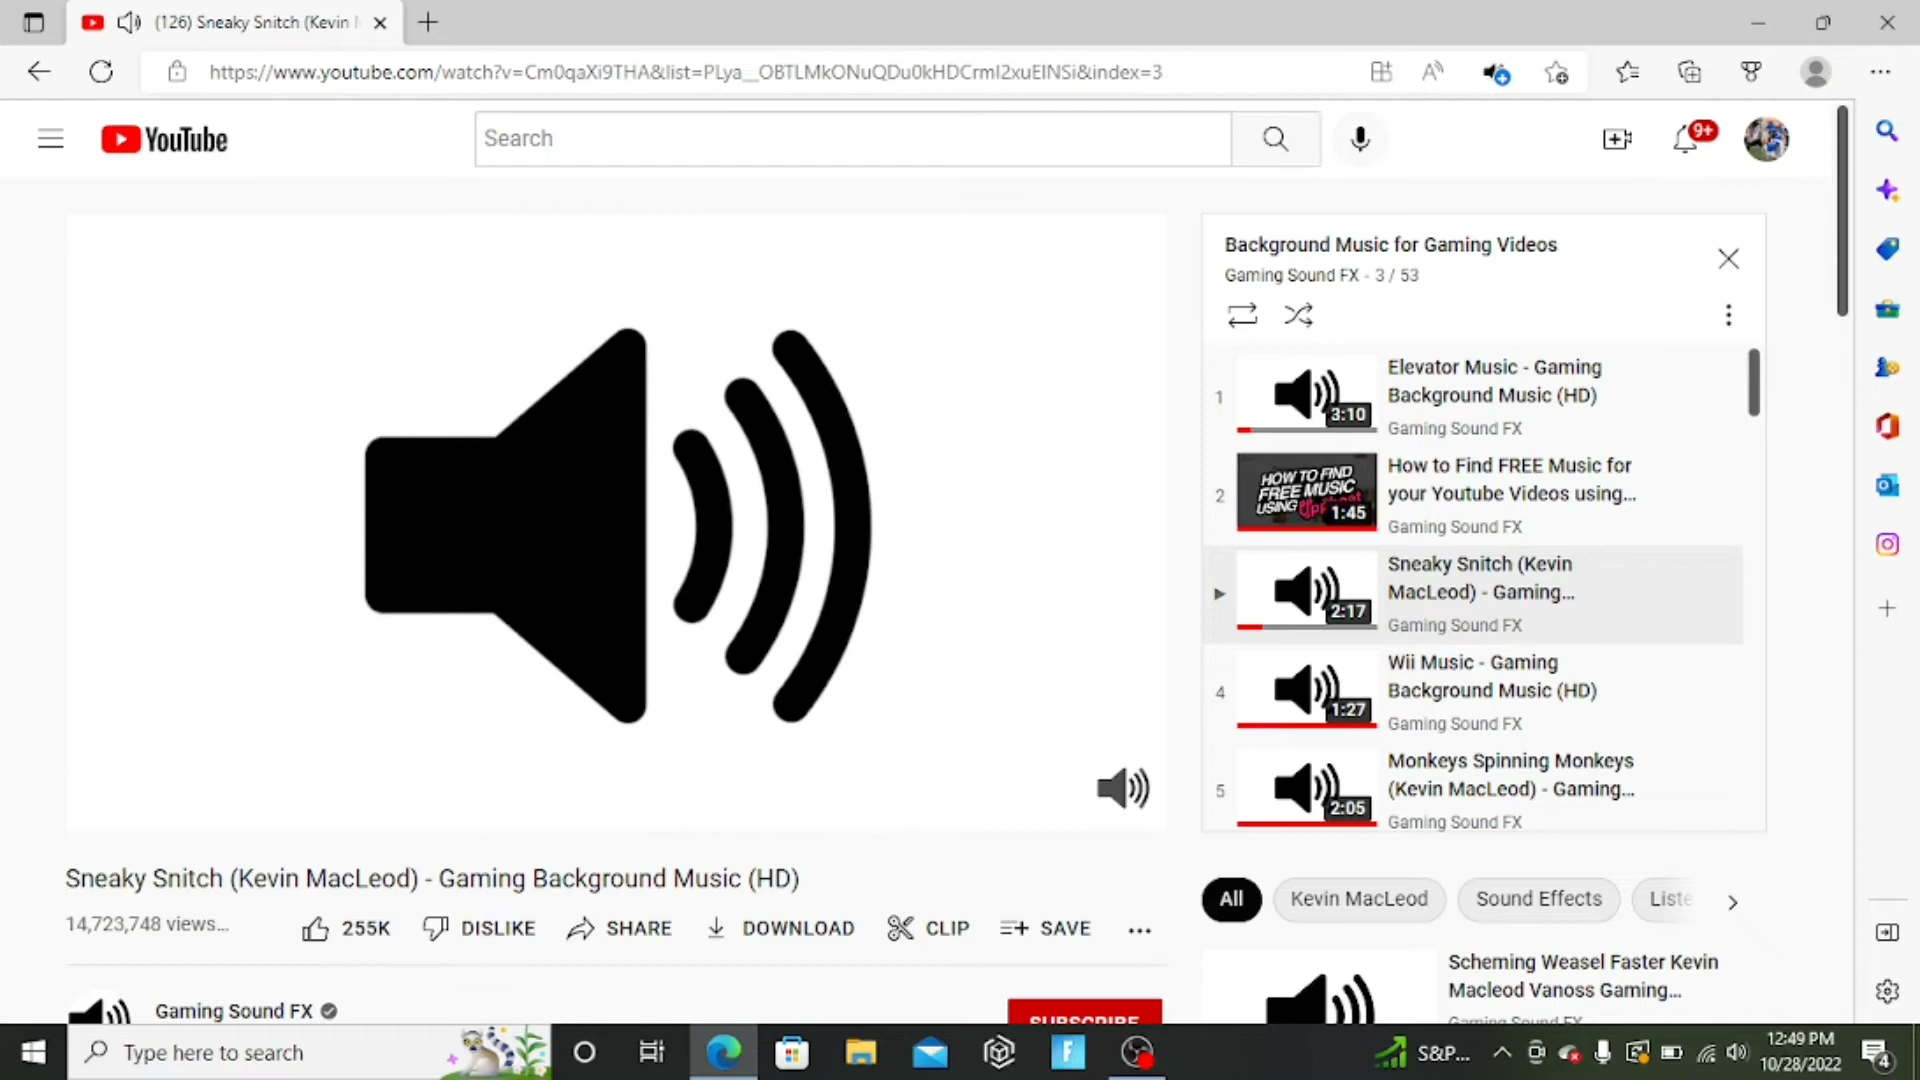 (126) Sneaky Snitch (Kevin
https://www.youtube.com/watch?v=Cm0qaXi9THA&list=PLya__OBTLMkONuQDu0kHDCrmI2xuEINSi&index=3
YouTube
Search
9+
Background Music for Gaming Videos
Gaming Sound FX - 3 / 53
1
3:10
Elevator Music - Gaming
Background Music (HD)
Gaming Sound FX
2
HOW TO FIND
FREE MUSIC
USING
1:45
How to Find FREE Music for
your Youtube Videos using...
Gaming Sound FX
2:17
Sneaky Snitch (Kevin
MacLeod) - Gaming...
Gaming Sound FX
4
1:27
Wii Music - Gaming
Background Music (HD)
Gaming Sound FX
5
2:05
Monkeys Spinning Monkeys
(Kevin MacLeod) - Gaming...
Gaming Sound FX
Sneaky Snitch (Kevin MacLeod) - Gaming Background Music (HD)
14,723,748 views...
255K
DISLIKE
SHARE
DOWNLOAD
CLIP
SAVE
Gaming Sound FX
SUBSCRIBE
All
Kevin MacLeod
Sound Effects
Liste
Scheming Weasel Faster Kevin
Macleod Vanoss Gaming...
Gaming Sound FX
Type here to search
S&P...
12:49 PM
10/28/2022
4